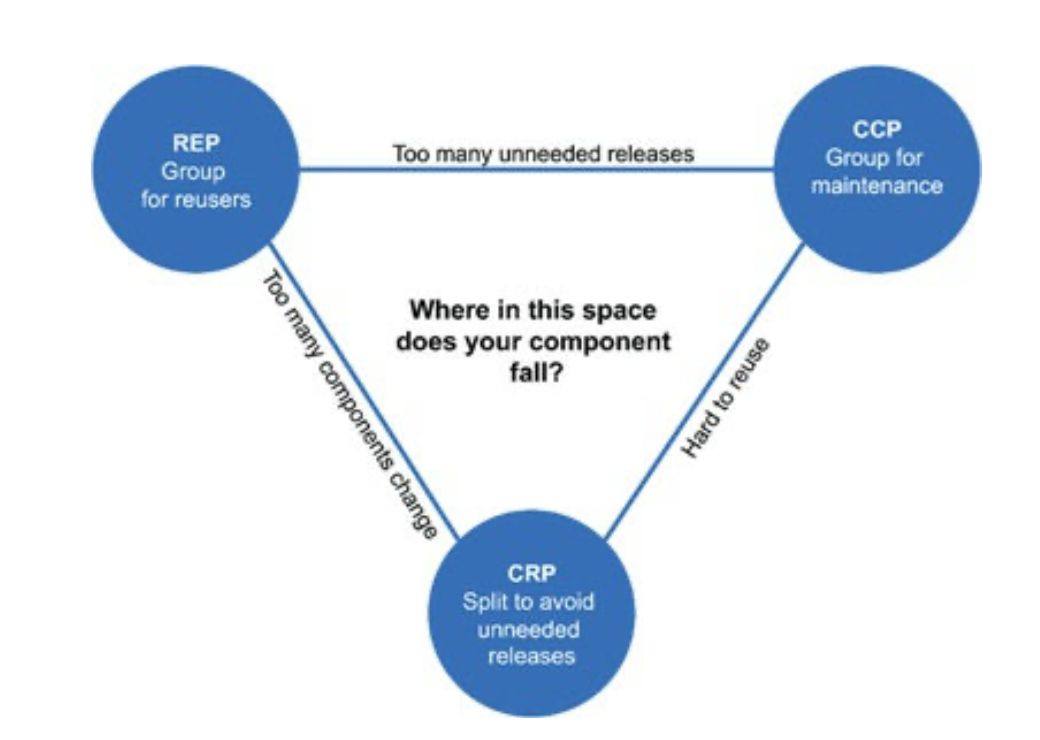 REP
Group
for reusers
Too many unneeded releases
CCP
Group for
maintenance
Too many components change
Where in this space
does your component
fall?
Hard to reuse
CRP
Split to avoid
unneeded
releases